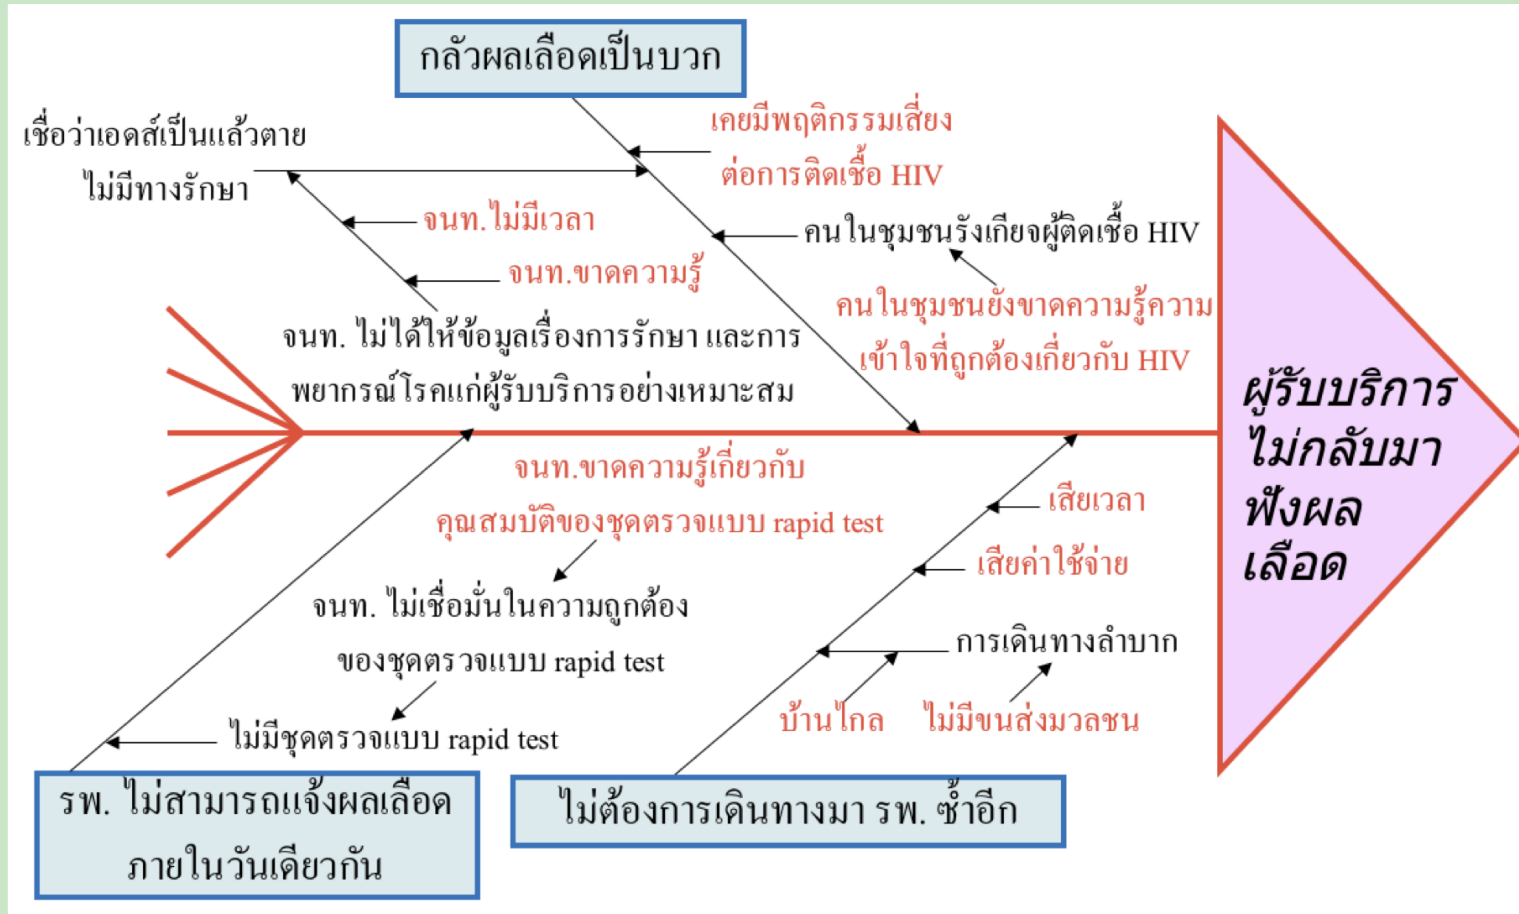 กลัวผลเลือดเป็นบวก
เชื่อว่าเอดส์เป็นแล้วตาย
ไม่มีทางรักษา
เคยมีพฤติกรรมเสี่ยง
ต่อการติดเชื้อ HIV
จนท.ไม่มีเวลา
คนในชุมชนรังเกียจผู้ติดเชื้อ HIV
จนท.ขาดความรู้
คนในชุมชนยังขาดความรู้ความ
เข้าใจที่ถูกต้องเกี่ยวกับ HIV
จนท. ไม่ได้ให้ข้อมูลเรื่องการรักษา และการ
พยากรณ์โรคแก่ผู้รับบริการอย่างเหมาะสม
ผู้รับบริการ
ไม่กลับมา
ฟังผล
เลือด
จนท.ขาดความรู้เกี่ยวกับ
คุณสมบัติของชุดตรวจแบบ rapid test
จนท. ไม่เชื่อมั่นในความถูกต้อง
ของชุดตรวจแบบ rapid test
ไม่มีชุดตรวจแบบ rapid test
รพ. ไม่สามารถแจ้งผลเลือด
ภายในวันเดียวกัน
เสียเวลา
เสียค่าใช้จ่าย
การเดินทางลำบาก
บ้านไกล
ไม่มีขนส่งมวลชน
ไม่ต้องการเดินทางมา รพ. ซ้ำอีก